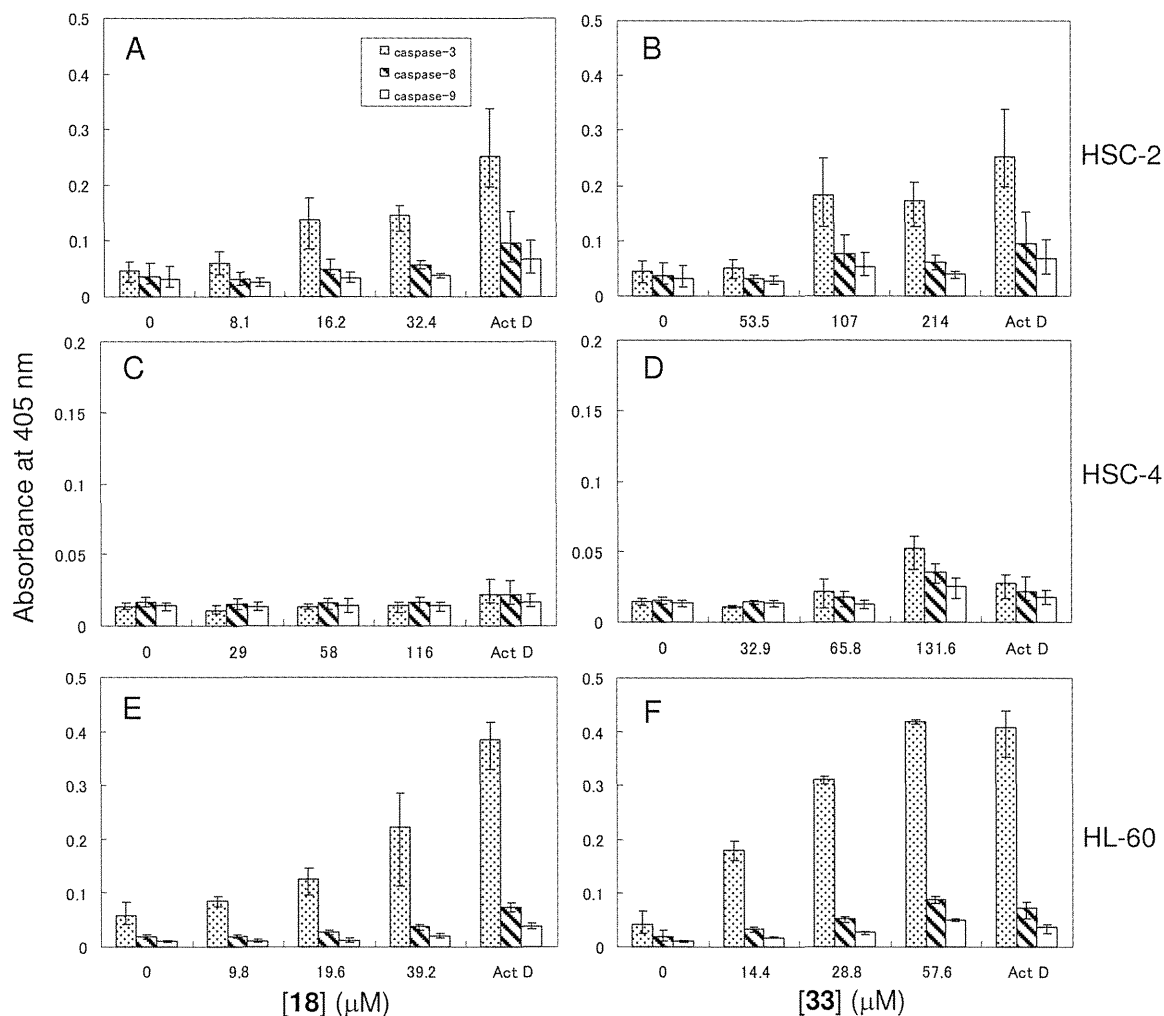 A
caspase-3
caspase-8
caspase-9
0.5
0.4
0.3
0.2
0.1
0
0 8.1 16.2 32.4 Act D
B
0.5
0.4
0.3
0.2
0.1
0
0 53.5 107 214 Act D
HSC-2
Absorbance at 405 nm
C
0.2
0.15
0.1
0.05
0
0 29 58 116 Act D
D
0.2
0.15
0.1
0.05
0
0 32.9 65.8 131.6 Act D
HSC-4
E
0.5
0.4
0.3
0.2
0.1
0
0 9.8 19.6 39.2 Act D
[18] (μM)
F
0.5
0.4
0.3
0.2
0.1
0
0 14.4 28.8 57.6 Act D
[33] (μM)
HL-60